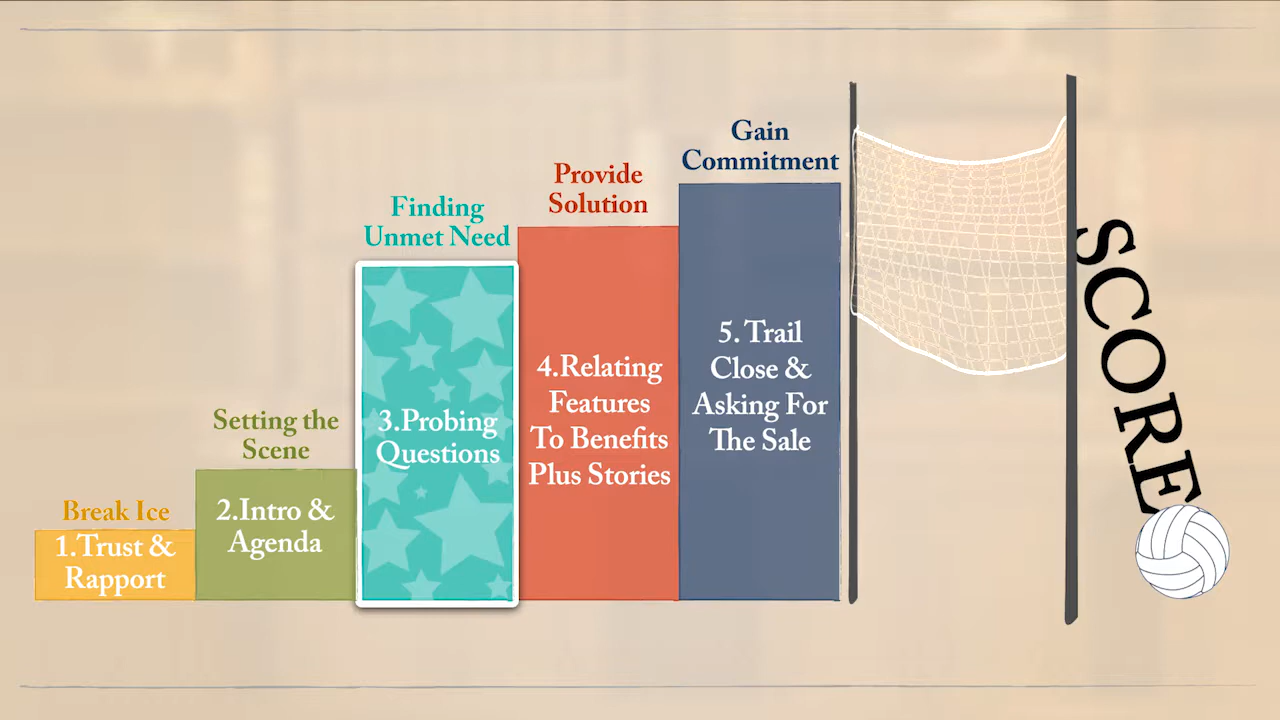 Break Ice
1.Trust &
Rapport
Setting the
Scene
2.Intro &
Agenda
Finding
Unmet Need
3.Probing
Questions
Provide
Solution
4.Relating
Features
To Benefits
Plus Stories
Gain
Commitment
5. Trail
Close &
Asking For
The Sale
SCORE